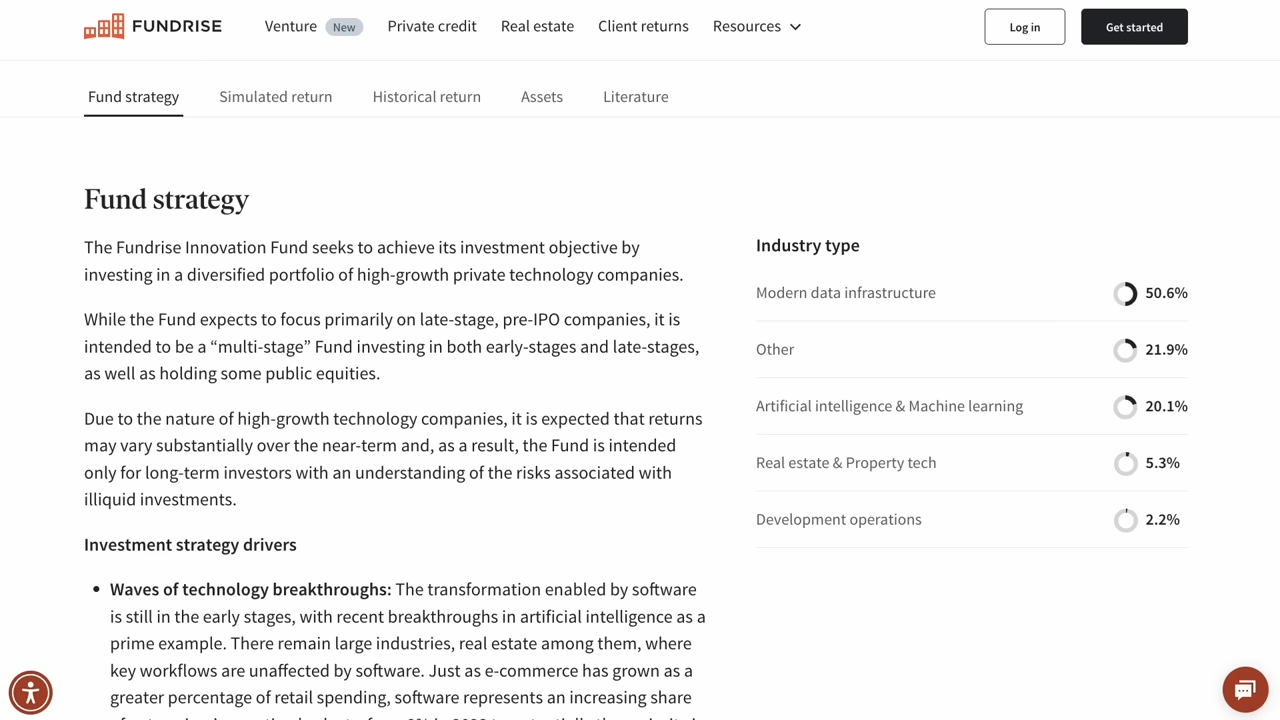 FUNDRISE
Venture New Private credit Real estate Client returns Resources
Log in
Get started
Fund strategy Simulated return Historical return Assets Literature
Fund strategy
The Fundrise Innovation Fund seeks to achieve its investment objective by
investing in a diversified portfolio of high-growth private technology companies.
While the Fund expects to focus primarily on late-stage, pre-IPO companies, it is
intended to be a “multi-stage” Fund investing in both early-stages and late-stages,
as well as holding some public equities.
Due to the nature of high-growth technology companies, it is expected that returns
may vary substantially over the near-term and, as a result, the Fund is intended
only for long-term investors with an understanding of the risks associated with
illiquid investments.
Investment strategy drivers
• Waves of technology breakthroughs: The transformation enabled by software
is still in the early stages, with recent breakthroughs in artificial intelligence as a
prime example. There remain large industries, real estate among them, where
key workflows are unaffected by software. Just as e-commerce has grown as a
greater percentage of retail spending, software represents an increasing share
Industry type
Modern data infrastructure 50.6%
Other 21.9%
Artificial intelligence & Machine learning 20.1%
Real estate & Property tech 5.3%
Development operations 2.2%